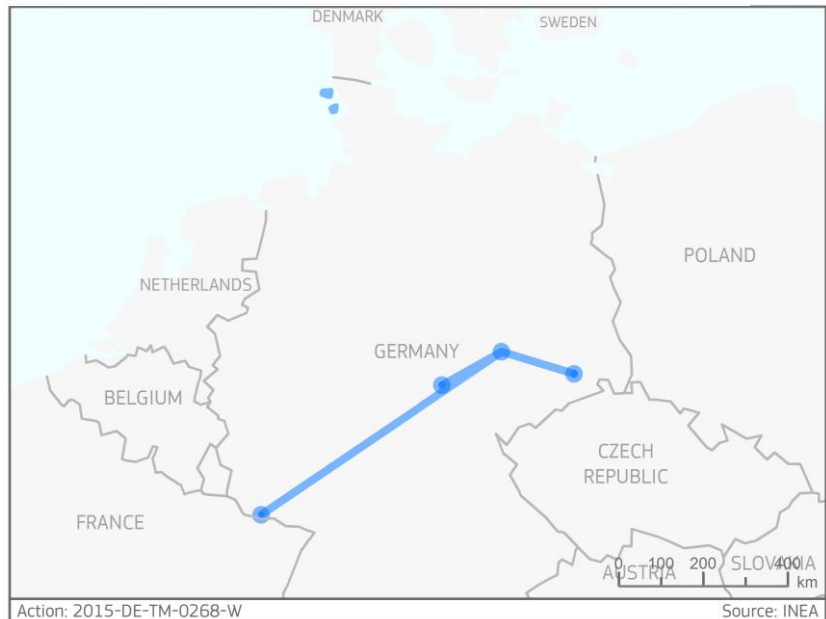 DENMARK
SWEDEN
POLAND
NETHERLANDS
GERMANY
BELGIUM
CZECH
REPUBLIC
FRANCE
AUSTRIA
SLOVAKIA
0 100 200 400
km
Action: 2015-DE-TM-0268-W
Source: INEA